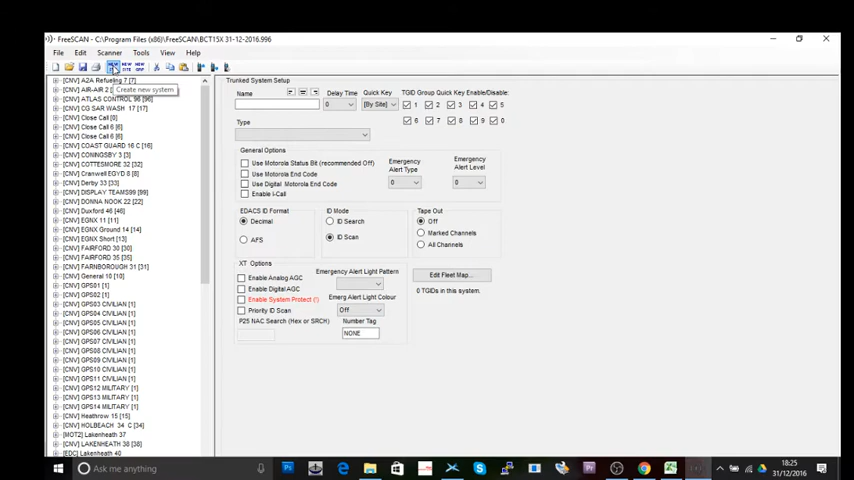 FreeSCAN - C:\Program Files (x86)\FreeSCAN\BCT15X 31-12-2016.996
File Edit Scanner Tools View Help
NEW SITE NEW GRP
Create new system
[CNV] A2A Refueling 7 [7]
[CNV] AIR-AIR 2 [
[CNV] ATLAS CONTROL 96 [96]
[CNV] CG SAR WASH 17 [17]
[CNV] Close Call [0]
[CNV] Close Call 6 [6]
[CNV] Close Call 6 [6]
[CNV] COAST GUARD 16 C [16]
[CNV] CONINGSBY 3 [3]
[CNV] COTTESMORE 32 [32]
[CNV] Cranwell EGYD 8 [8]
[CNV] Derby 33 [33]
[CNV] DISPLAY TEAMS99 [99]
[CNV] DONNA NOOK 22 [22]
[CNV] Duxford 46 [46]
[CNV] EGNX 11 [11]
[CNV] EGNX Ground 14 [14]
[CNV] EGNX Short [13]
[CNV] FAIRFORD 30 [30]
[CNV] FAIRFORD 35 [35]
[CNV] FARNBOROUGH 31 [31]
[CNV] General 10 [10]
[CNV] GPS01 [1]
[CNV] GPS02 [1]
[CNV] GPS03 CIVILIAN [1]
[CNV] GPS04 CIVILIAN [1]
[CNV] GPS05 CIVILIAN [1]
[CNV] GPS06 CIVILIAN [1]
[CNV] GPS07 CIVILIAN [1]
[CNV] GPS08 CIVILIAN [1]
[CNV] GPS09 CIVILIAN [1]
[CNV] GPS10 CIVILIAN [1]
[CNV] GPS11 CIVILIAN [1]
[CNV] GPS12 MILITARY [1]
[CNV] GPS13 MILITARY [1]
[CNV] GPS14 MILITARY [1]
[CNV] Heathrow 15 [15]
[CNV] HOLBEACH 34 C [34]
[MOT2] Lakenheath 37
[CNV] LAKENHEATH 38 [38]
[EDC] Lakenheath 40
Trunked System Setup
Name Delay Time Quick Key TGID Group Quick Key Enable/Disable:
0 [By Site] 1 2 3 4 5
6 7 8 9 0
Type
General Options
Use Motorola Status Bit (recommended Off)
Use Motorola End Code
Use Digital Motorola End Code
Enable I-Call
Emergency Alert Type
0
Emergency Alert Level
0
EDACS ID Format
Decimal
AFS
ID Mode
ID Search
ID Scan
Tape Out
Off
Marked Channels
All Channels
XT Options
Enable Analog AGC
Enable Digital AGC
Enable System Protect (!)
Priority ID Scan
P25 NAC Search (Hex or SRCH)
Emergency Alert Light Pattern
Emerg Alert Light Colour
Off
Number Tag
NONE
Edit Fleet Map...
0 TGIDs in this system.
Ask me anything
18:25
31/12/2016